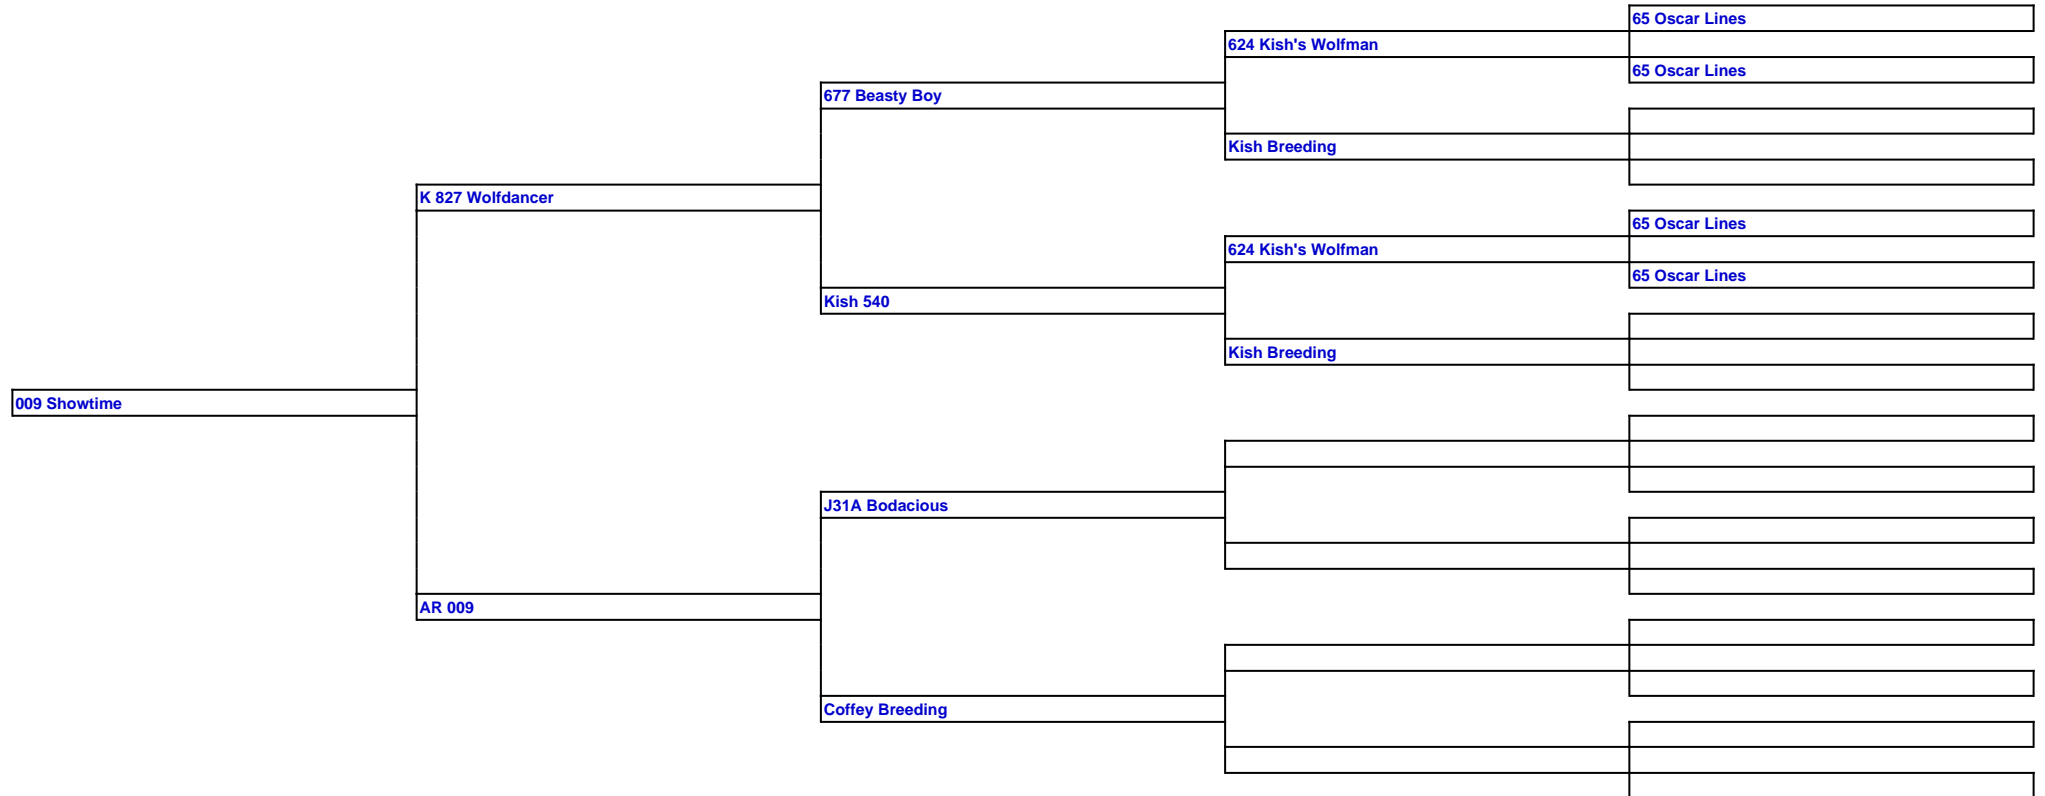 65 Oscar Lines
624 Kish's Wolfman
65 Oscar Lines
677 Beasty Boy
Kish Breeding
K 827 Wolfdancer
65 Oscar Lines
624 Kish's Wolfman
65 Oscar Lines
Kish 540
Kish Breeding
009 Showtime
J31A Bodacious
AR 009
Coffey Breeding